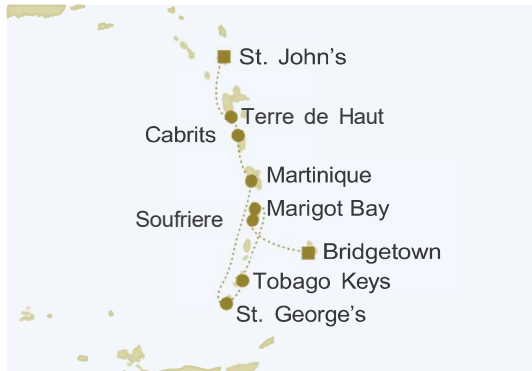 St. John's
Terre de Haut
Cabrits
Martinique
Marigot Bay
Soufriere
Bridgetown
Tobago Keys
St. George's